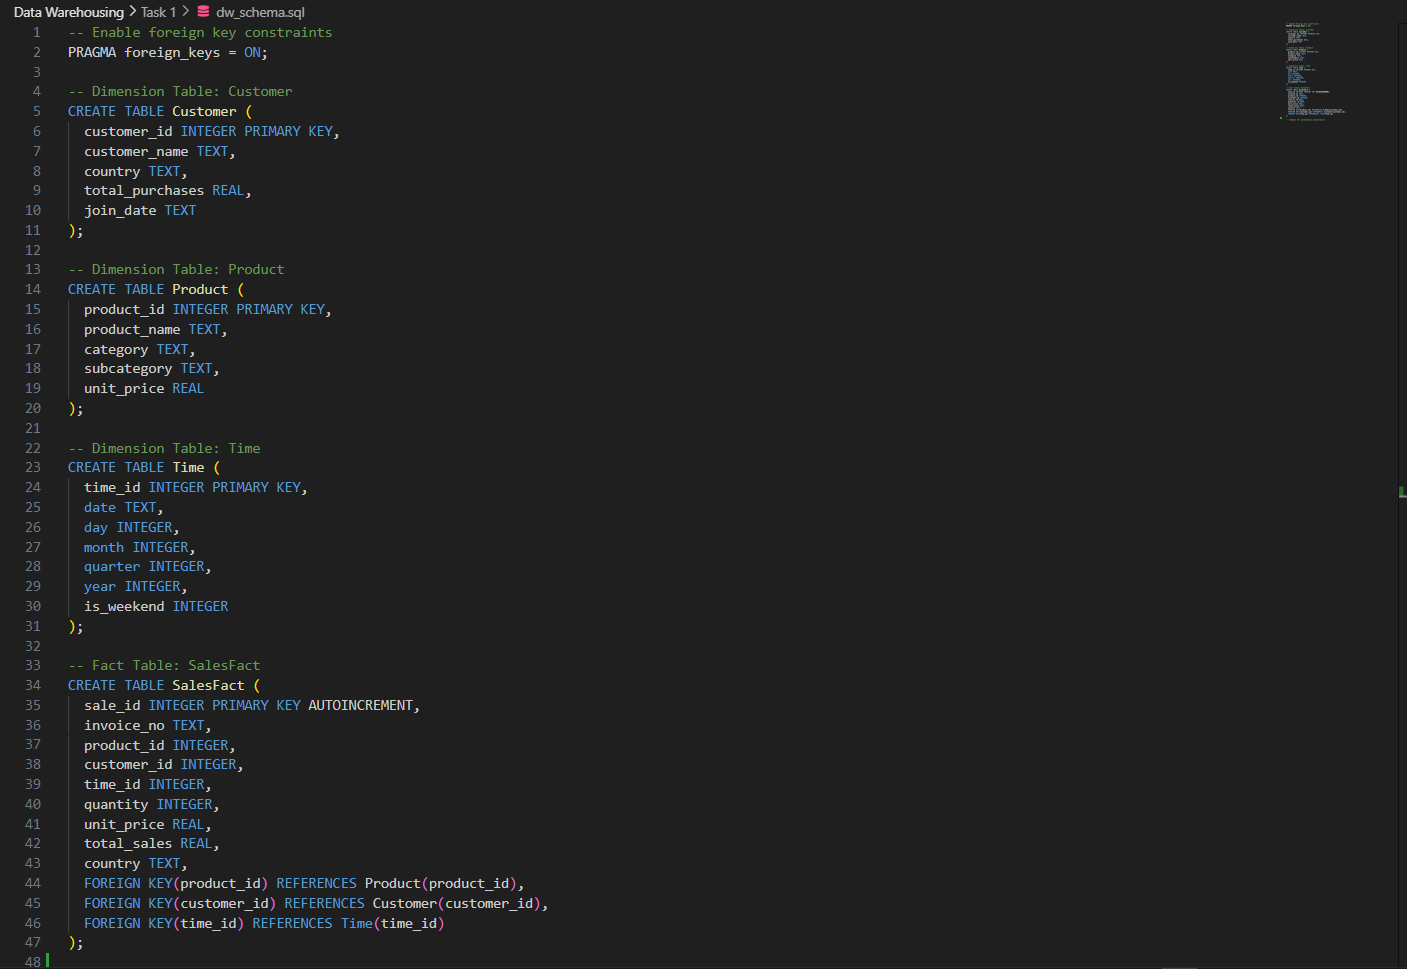 Data Warehousing > Task 1 > dw_schema.sql
1 -- Enable foreign key constraints
2 PRAGMA foreign_keys = ON;
3
4 -- Dimension Table: Customer
5 CREATE TABLE Customer (
6 customer_id INTEGER PRIMARY KEY,
7 customer_name TEXT,
8 country TEXT,
9 total_purchases REAL,
10 join_date TEXT
11 );
12
13 -- Dimension Table: Product
14 CREATE TABLE Product (
15 product_id INTEGER PRIMARY KEY,
16 product_name TEXT,
17 category TEXT,
18 subcategory TEXT,
19 unit_price REAL
20 );
21
22 -- Dimension Table: Time
23 CREATE TABLE Time (
24 time_id INTEGER PRIMARY KEY,
25 date TEXT,
26 day INTEGER,
27 month INTEGER,
28 quarter INTEGER,
29 year INTEGER,
30 is_weekend INTEGER
31 );
32
33 -- Fact Table: SalesFact
34 CREATE TABLE SalesFact (
35 sale_id INTEGER PRIMARY KEY AUTOINCREMENT,
36 invoice_no TEXT,
37 product_id INTEGER,
38 customer_id INTEGER,
39 time_id INTEGER,
40 quantity INTEGER,
41 unit_price REAL,
42 total_sales REAL,
43 country TEXT,
44 FOREIGN KEY(product_id) REFERENCES Product(product_id),
45 FOREIGN KEY(customer_id) REFERENCES Customer(customer_id),
46 FOREIGN KEY(time_id) REFERENCES Time(time_id)
47 );
48